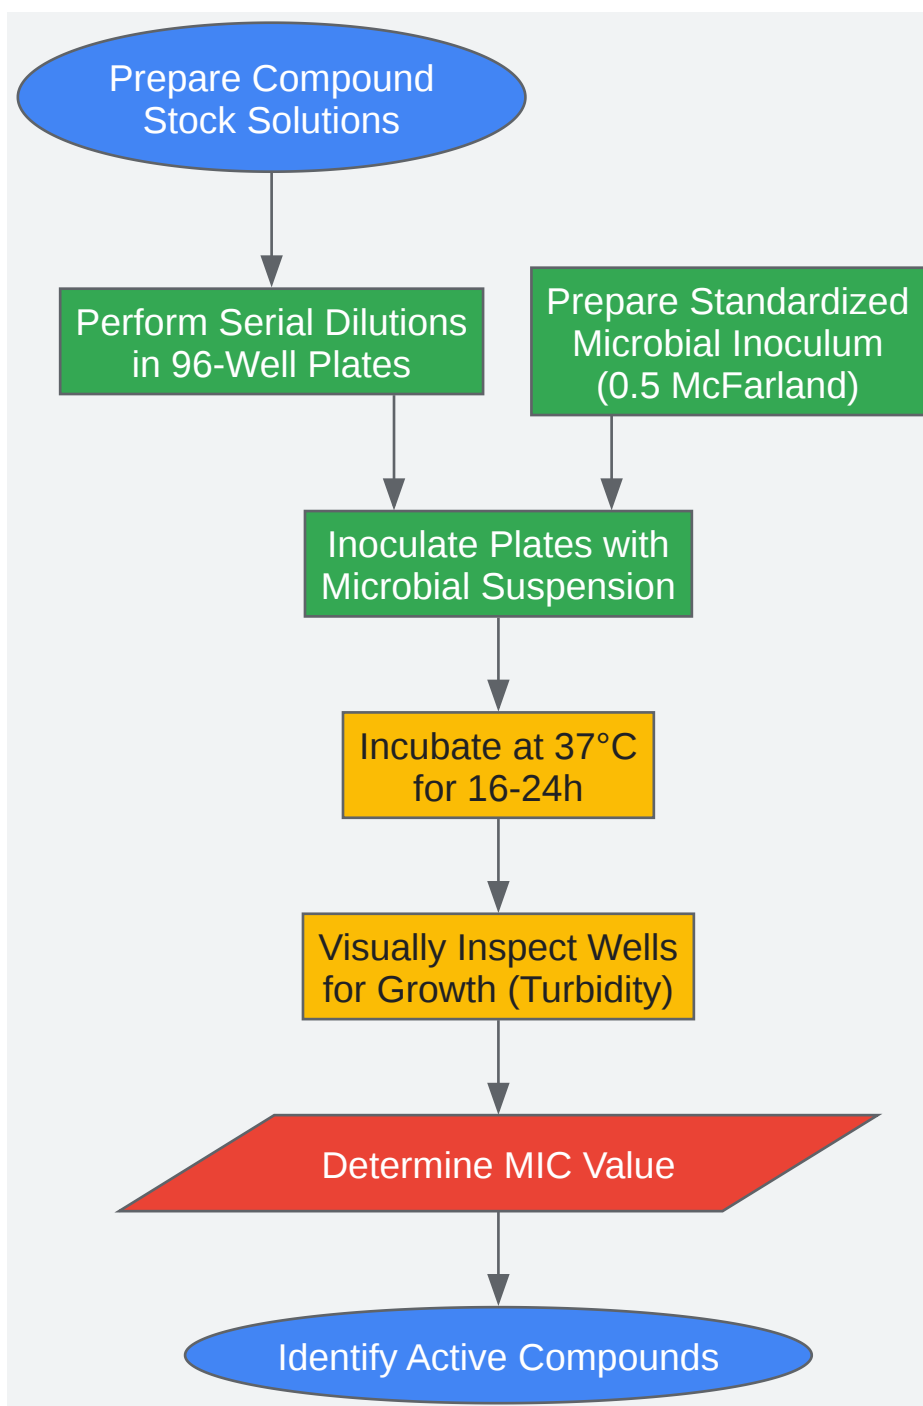 Prepare Compound
Stock Solutions
Perform Serial Dilutions
in 96-Well Plates
Prepare Standardized
Microbial Inoculum
(0.5 McFarland)
Inoculate Plates with
Microbial Suspension
Incubate at 37°C
for 16-24h
Visually Inspect Wells
for Growth (Turbidity)
Determine MIC Value
Identify Active Compounds